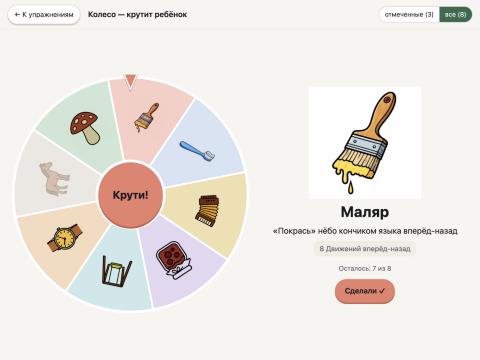 ← К упражнениям
Колесо — крутит ребёнок
отмеченные (3)
все (8)
Крути!
Маляр
«Покрась» нёбо кончиком языка вперёд-назад
8 Движений вперёд-назад
Осталось: 7 из 8
Сделали ✓